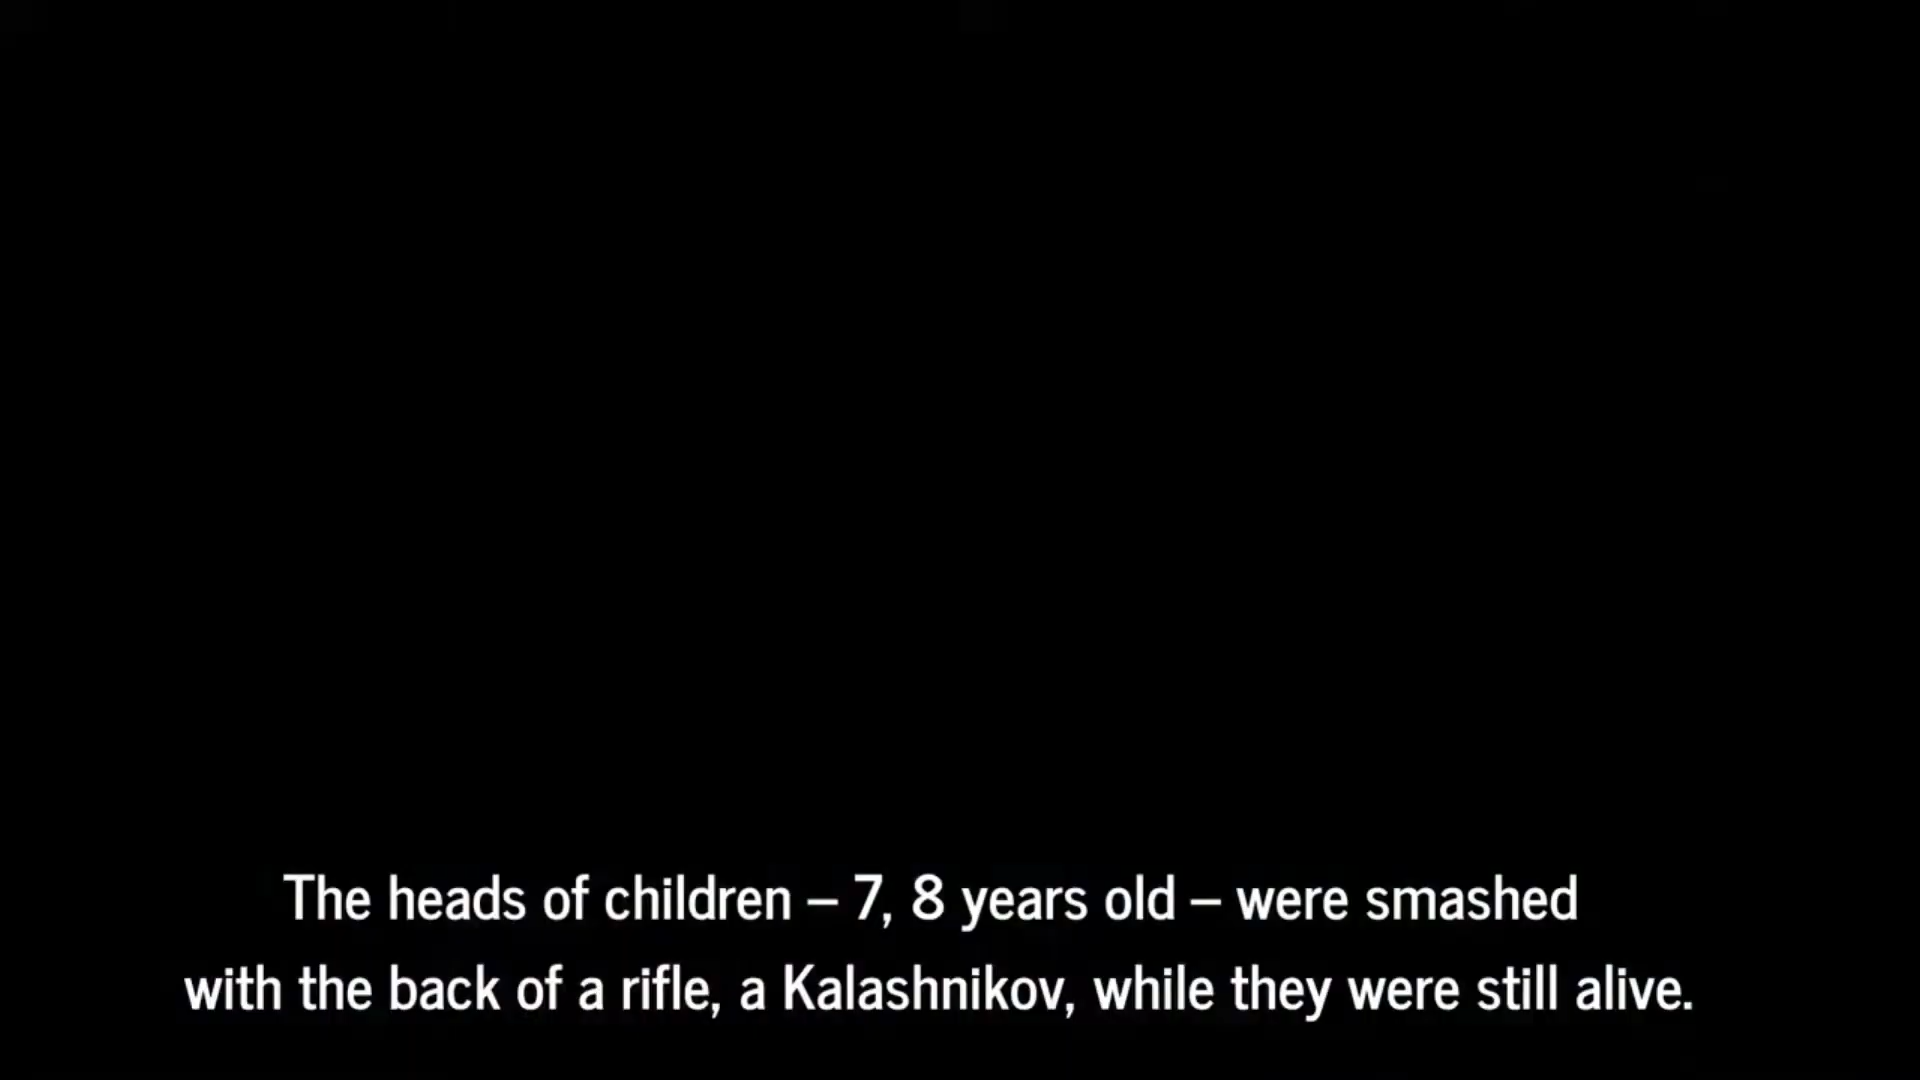 The heads of children – 7, 8 years old – were smashed
with the back of a rifle, a Kalashnikov, while they were still alive.